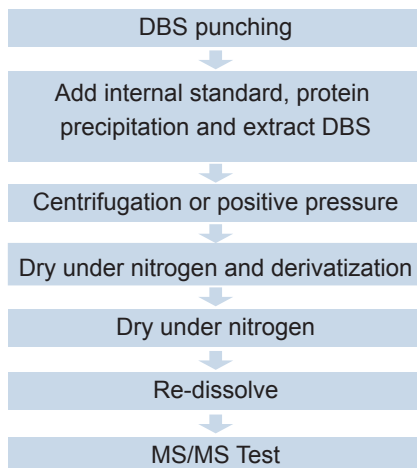 DBS punching
Add internal standard, protein
precipitation and extract DBS
Centrifugation or positive pressure
Dry under nitrogen and derivatization
Dry under nitrogen
Re-dissolve
MS/MS Test